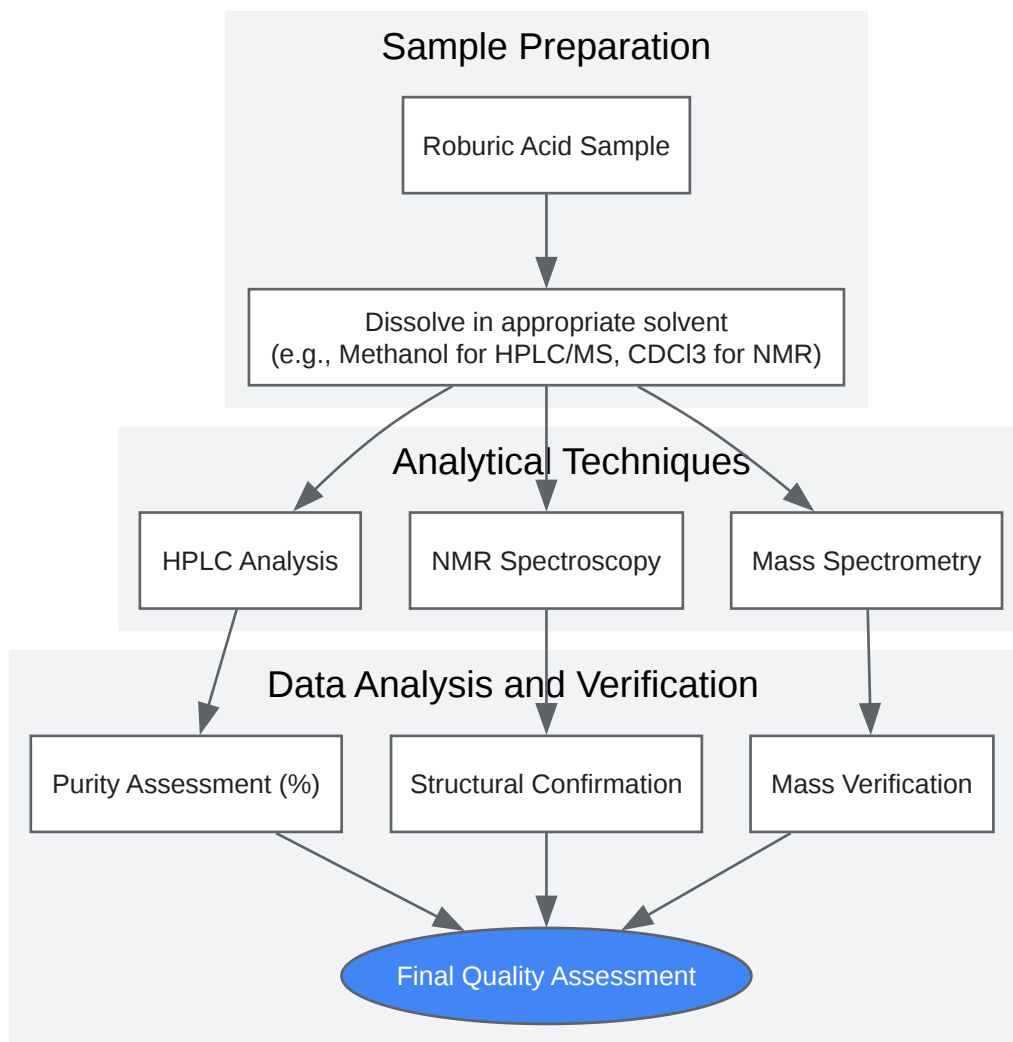 Sample Preparation
Roburic Acid Sample
Dissolve in appropriate solvent
(e.g., Methanol for HPLC/MS, CDCl3 for NMR)
Analytical Techniques
HPLC Analysis
NMR Spectroscopy
Mass Spectrometry
Data Analysis and Verification
Purity Assessment (%)
Structural Confirmation
Mass Verification
Final Quality Assessment